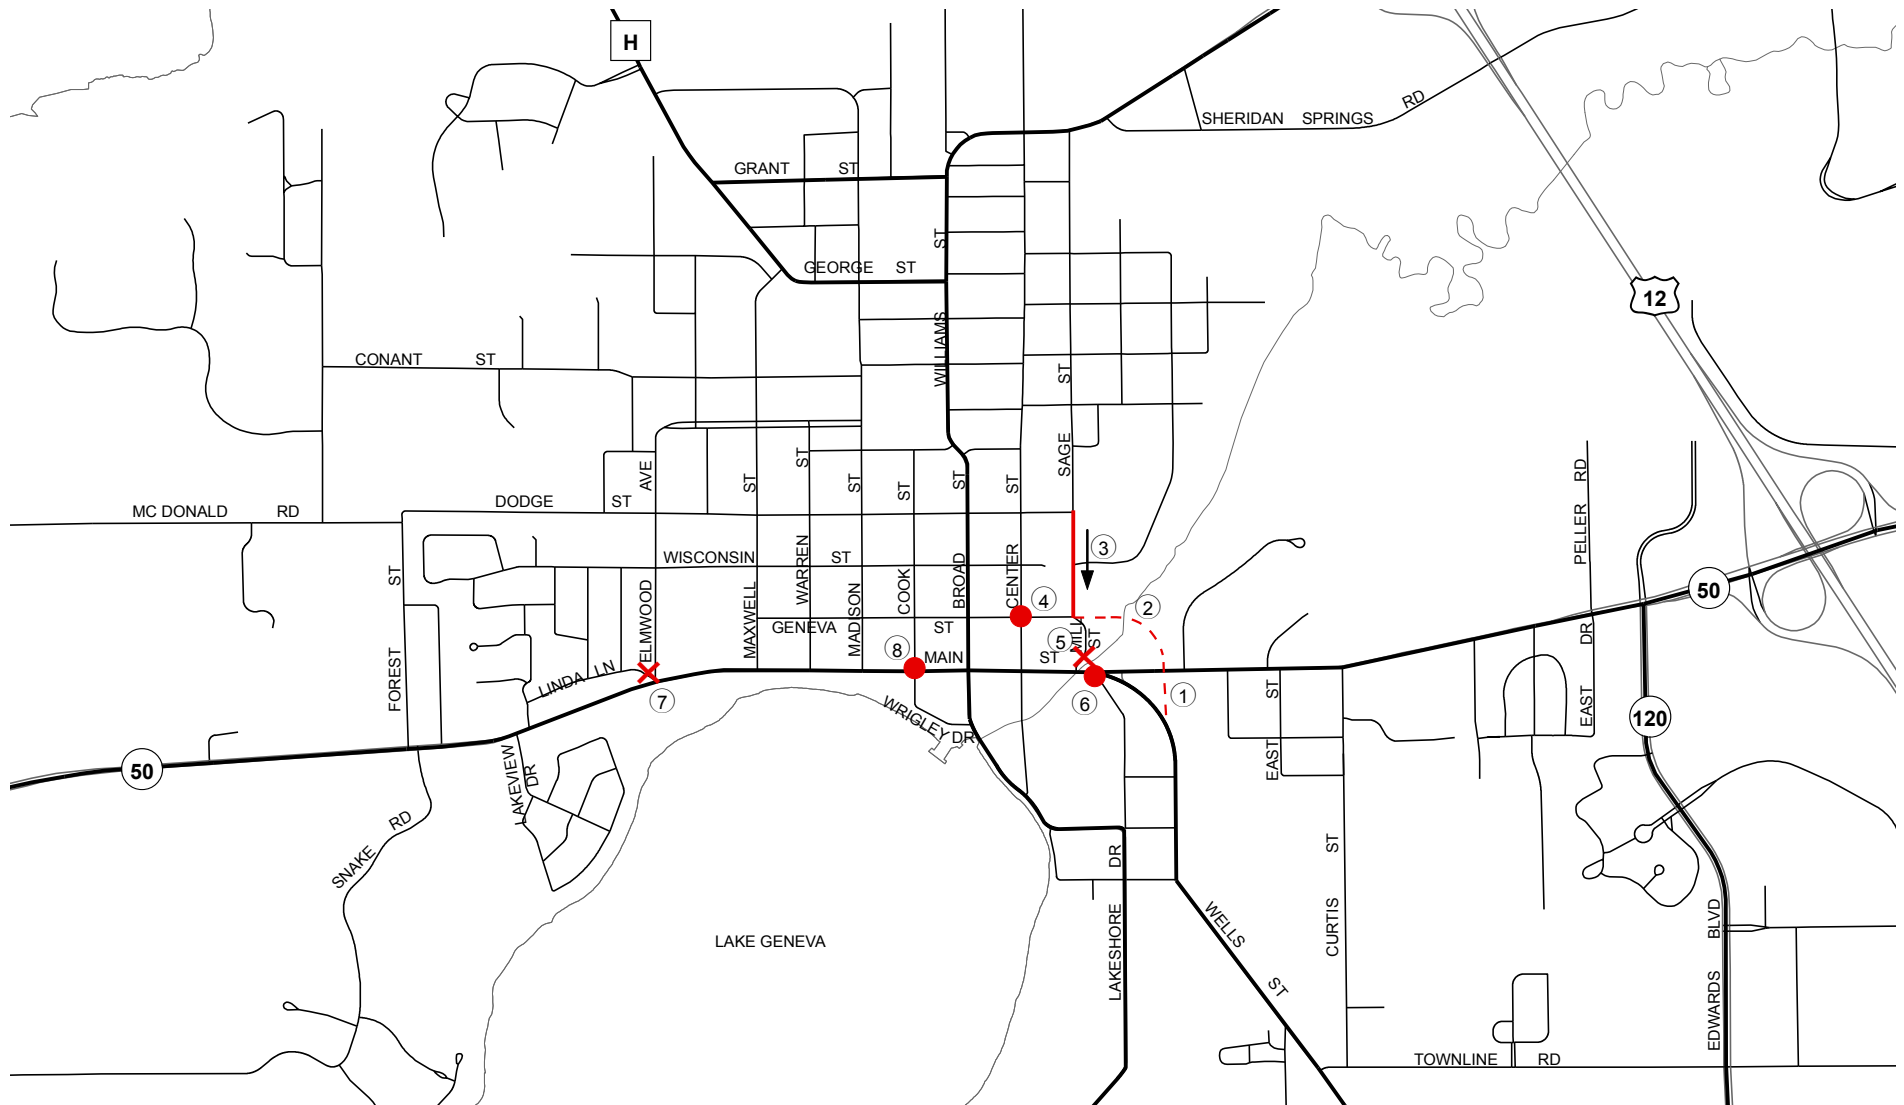 H
SHERIDAN SPRINGS RD
GRANT ST
WILLIAMS ST
GEORGE ST
12
CONANT ST
SAGE ST
MC DONALD RD
DODGE ST
ELMWOOD AVE
MAXWELL ST
WARREN ST
MADISON ST
COOK ST
BROAD ST
CENTER ST
PELLER RD
WISCONSIN ST
3
FOREST ST
50
4
2
GENEVA ST
MILL ST
5
8
MAIN ST
LINDA LN
7
6
1
WRIGLEY DR
EAST ST
EAST DR
120
50
LAKEVIEW DR
SNAKE RD
LAKESHORE DR
CURTIS ST
WELLS ST
LAKE GENEVA
EDWARDS BLVD
TOWNLINE RD